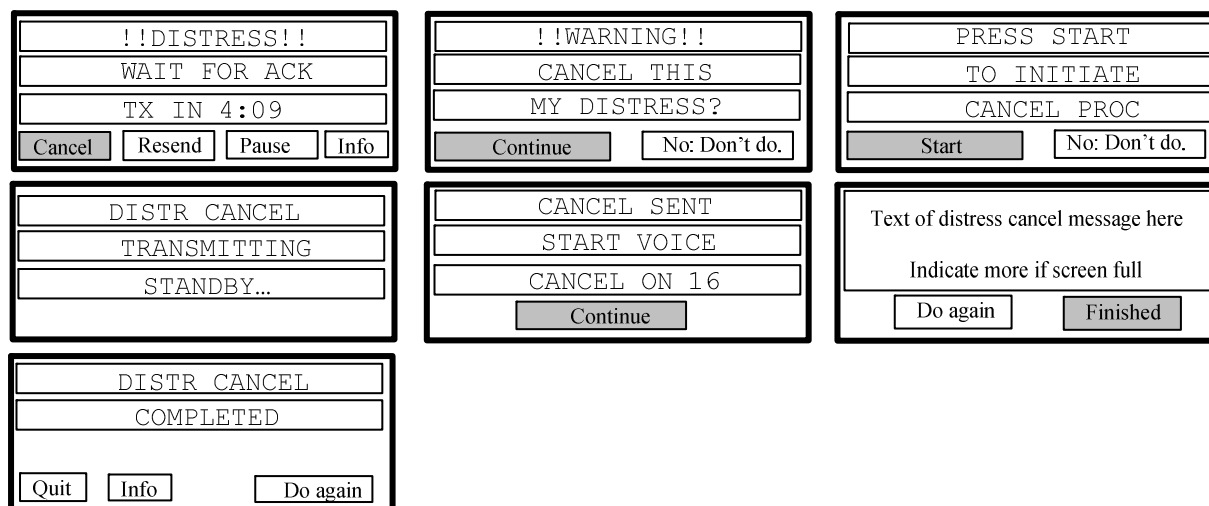 !!DISTRESS!!
WAIT FOR ACK
TX IN 4:09
Cancel Resend Pause Info
!!WARNING!!
CANCEL THIS
MY DISTRESS?
Continue No: Don't do.
PRESS START
TO INITIATE
CANCEL PROC
Start No: Don't do.
DISTR CANCEL
TRANSMITTING
STANDBY…
CANCEL SENT
START VOICE
CANCEL ON 16
Continue
Text of distress cancel message here
Indicate more if screen full
Do again Finished
DISTR CANCEL
COMPLETED
Quit Info Do again